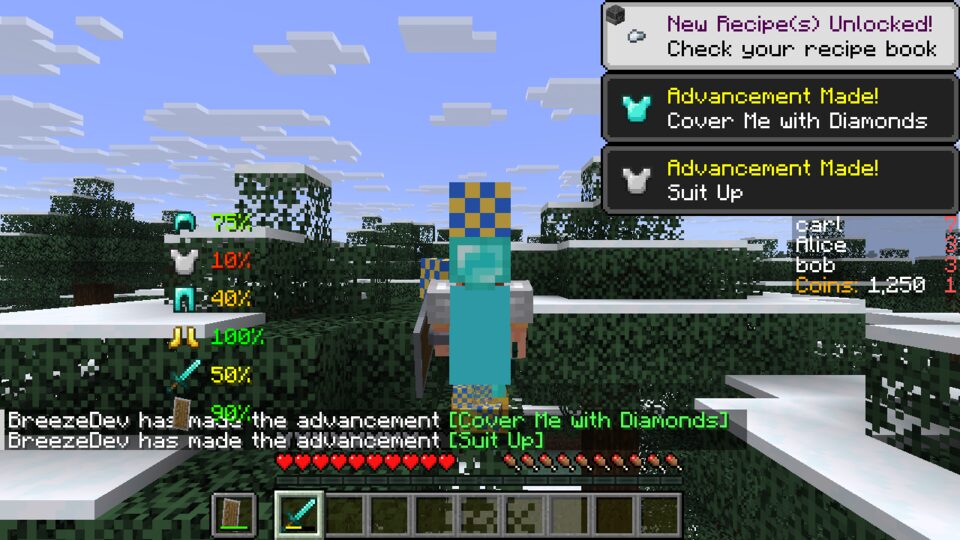 New Recipe(s) Unlocked!
Check your recipe book
Advancement Made!
Cover Me with Diamonds
Advancement Made!
Suit Up
carl 7
Alice
bob 3
Coins: 1,250 1
75%
10%
40%
100%
50%
90%
BreezeDev has made the advancement [Cover Me with Diamonds]
BreezeDev has made the advancement [Suit Up]